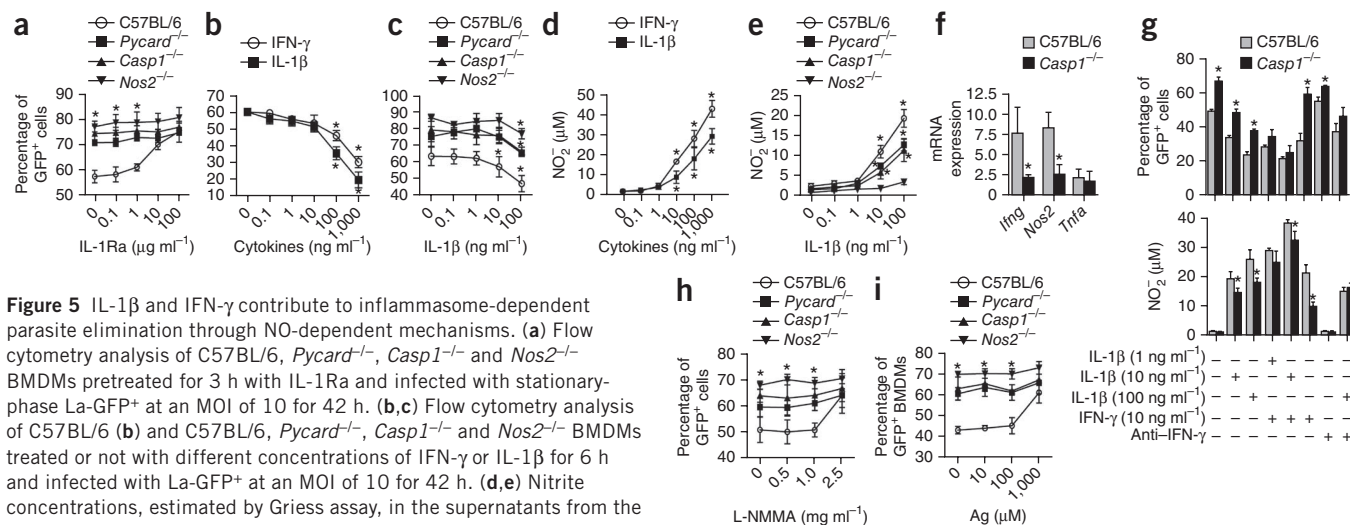 a
C57BL/6
Pycard–/–
Casp1–/–
Nos2–/–
Percentage of
GFP+ cells
90
80
70
60
50
0
0.1
1
10
100
IL-1Ra (µg ml–1)
b
IFN-γ
IL-1β
60
50
40
30
20
10
0
0
0.1
1
10
100
1,000
Cytokines (ng ml–1)
c
C57BL/6
Pycard–/–
Casp1–/–
Nos2–/–
100
90
80
70
60
50
40
30
0
0.1
1
10
100
IL-1β (ng ml–1)
d
IFN-γ
IL-1β
NO2– (µM)
50
40
30
20
10
0
0
0.1
1
10
100
1,000
Cytokines (ng ml–1)
e
C57BL/6
Pycard–/–
Casp1–/–
Nos2–/–
NO2– (µM)
30
25
20
15
10
5
0
0
0.1
1
10
100
IL-1β (ng ml–1)
f
C57BL/6
Casp1–/–
mRNA
expression
12
10
8
6
4
2
0
Ifng
Nos2
Tnfa
g
C57BL/6
Casp1–/–
Percentage of
GFP+ cells
80
60
40
20
0
NO2– (µM)
50
40
30
20
10
0
IL-1β (1 ng ml–1) – – – + – – – –
IL-1β (10 ng ml–1) – + – – + – – –
IL-1β (100 ng ml–1) – – + – – – – +
IFN-γ (10 ng ml–1) – – – + + + – –
Anti–IFN-γ – – – – – – + +
Figure 5 IL-1β and IFN-γ contribute to inflammasome-dependent
parasite elimination through NO-dependent mechanisms. (a) Flow
cytometry analysis of C57BL/6, Pycard–/–, Casp1–/– and Nos2–/–
BMDMs pretreated for 3 h with IL-1Ra and infected with stationary-
phase La-GFP+ at an MOI of 10 for 42 h. (b,c) Flow cytometry analysis
of C57BL/6 (b) and C57BL/6, Pycard–/–, Casp1–/– and Nos2–/– BMDMs
treated or not with different concentrations of IFN-γ or IL-1β for 6 h
and infected with La-GFP+ at an MOI of 10 for 42 h. (d,e) Nitrite
concentrations, estimated by Griess assay, in the supernatants from the
h
C57BL/6
Pycard–/–
Casp1–/–
Nos2–/–
Percentage of
GFP+ cells
90
80
70
60
50
40
0
0.5
1.0
2.5
L-NMMA (mg ml–1)
i
C57BL/6
Pycard–/–
Casp1–/–
Nos2–/–
Percentage of
GFP+ BMDMs
90
80
70
60
50
40
30
0
10
100
1,000
Ag (µM)